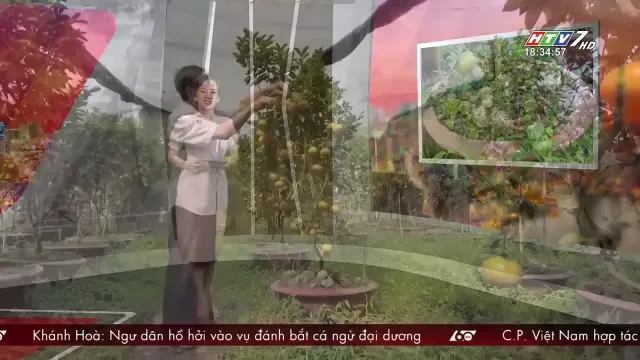 HTV7 HD
18:34:57
Khánh Hoà: Ngư dân hồ hởi vào vụ đánh bắt cá ngừ đại dương 60 C.P. Việt Nam hợp tác